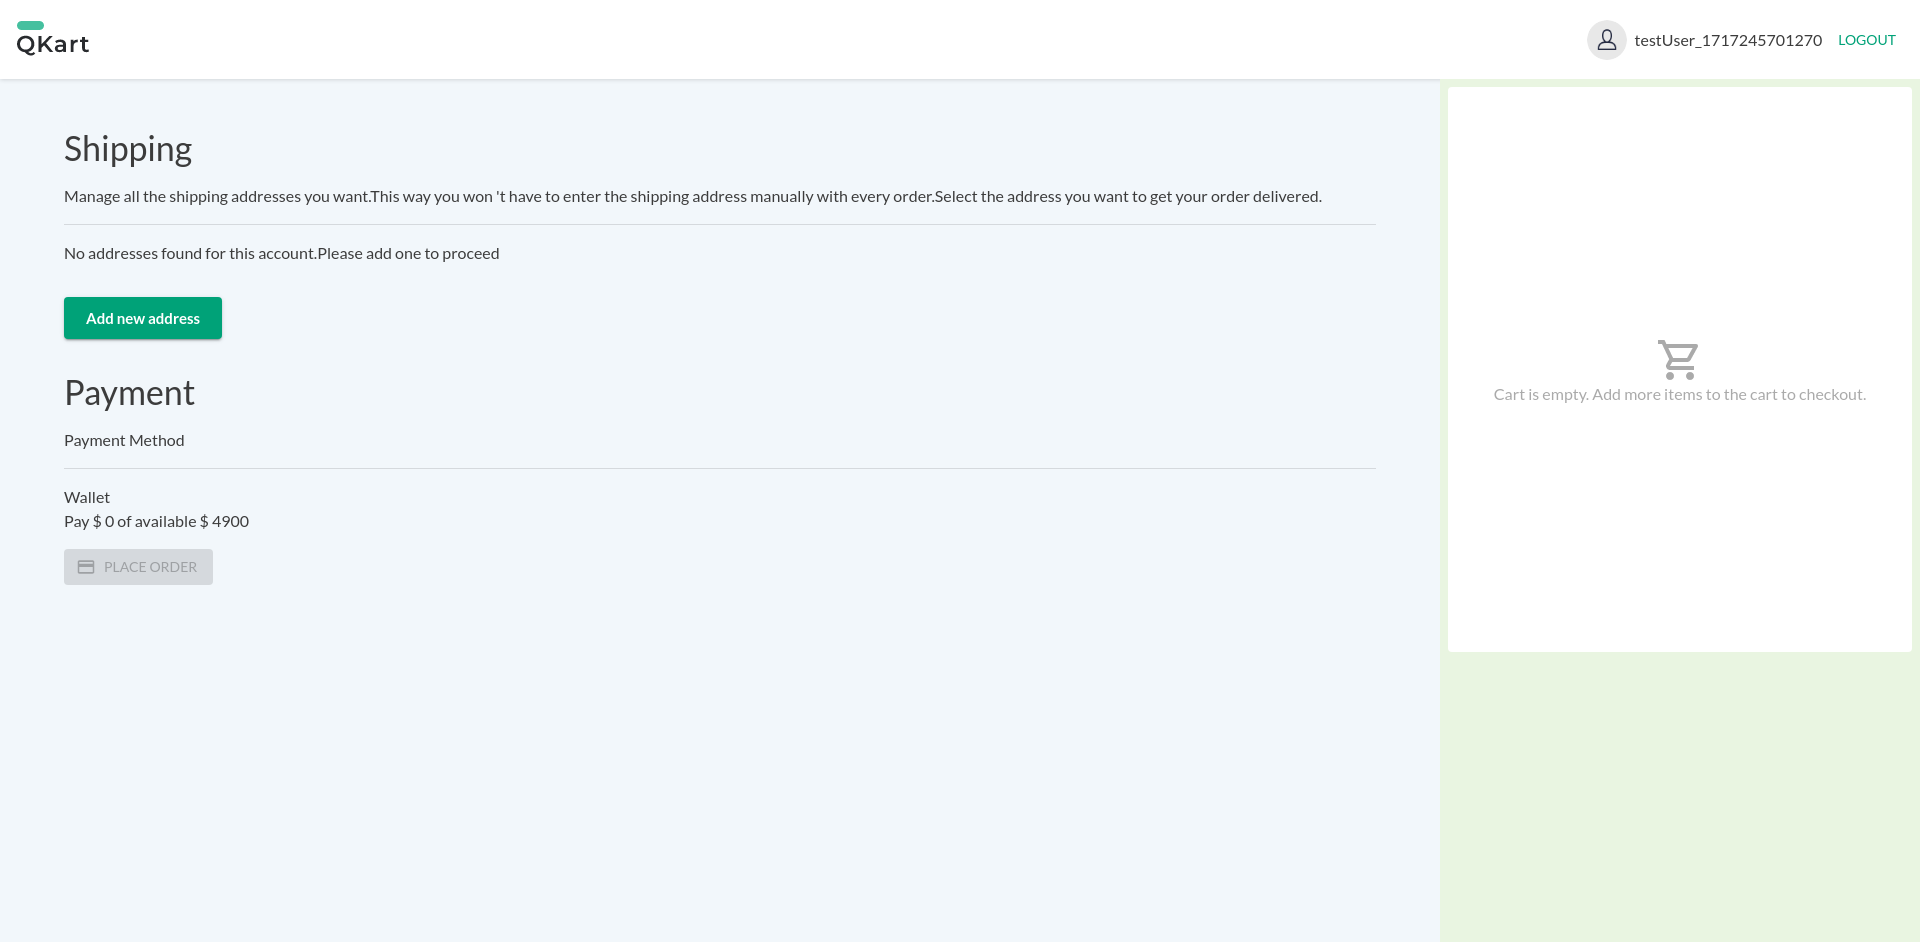 QKart
testUser_1717245701270
LOGOUT
Shipping
Manage all the shipping addresses you want.This way you won 't have to enter the shipping address manually with every order.Select the address you want to get your order delivered.
No addresses found for this account.Please add one to proceed
Add new address
Payment
Payment Method
Wallet
Pay $ 0 of available $ 4900
PLACE ORDER
Cart is empty. Add more items to the cart to checkout.